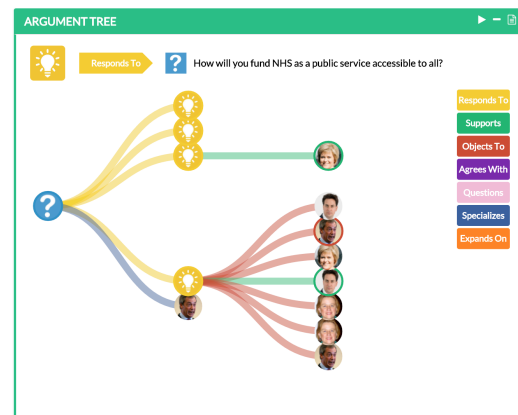 ARGUMENT TREE
Responds To
? How will you fund NHS as a public service accessible to all?
Responds To
Supports
Objects To
Agrees With
Questions
Specializes
Expands On
?